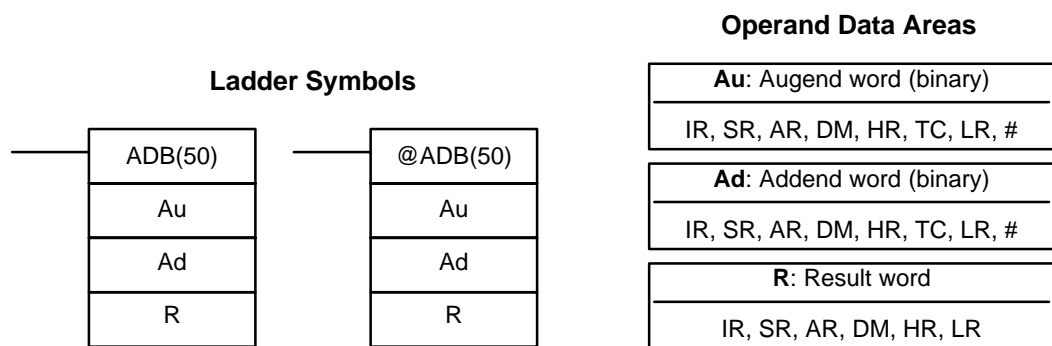 Operand Data Areas
Ladder Symbols
ADB(50)
Au
Ad
R
@ADB(50)
Au
Ad
R
Au: Augend word (binary)
IR, SR, AR, DM, HR, TC, LR, #
Ad: Addend word (binary)
IR, SR, AR, DM, HR, TC, LR, #
R: Result word
IR, SR, AR, DM, HR, LR